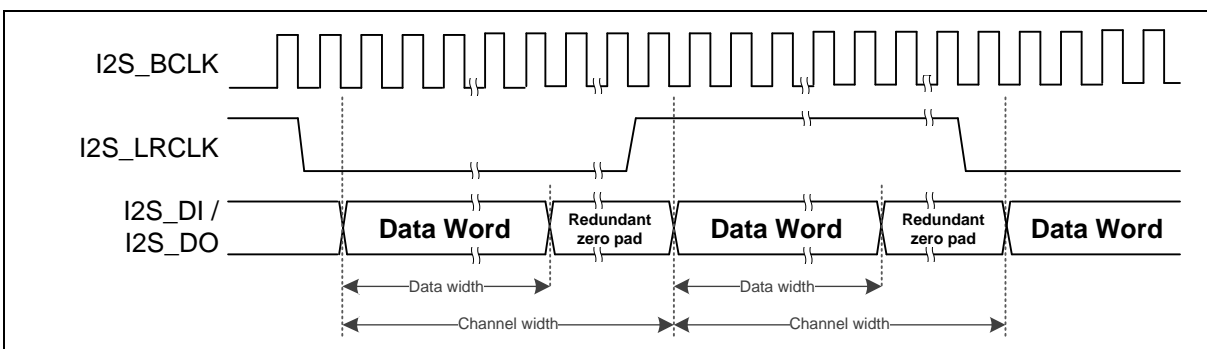 I2S_BCLK
I2S_LRCLK
I2S_DI /
I2S_DO
Data Word
Redundant
zero pad
Data Word
Redundant
zero pad
Data Word
Data width
Data width
Channel width
Channel width